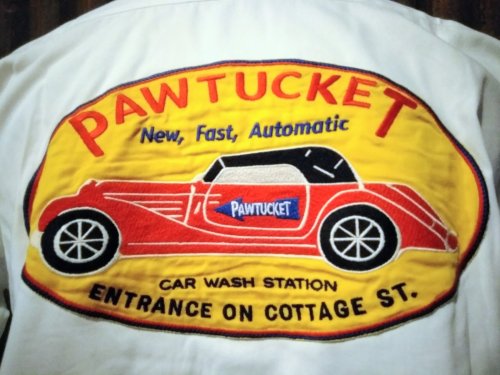 PAWTUCKET
New, Fast, Automatic
PAWTUCKET
CAR WASH STATION
ENTRANCE ON COTTAGE ST.